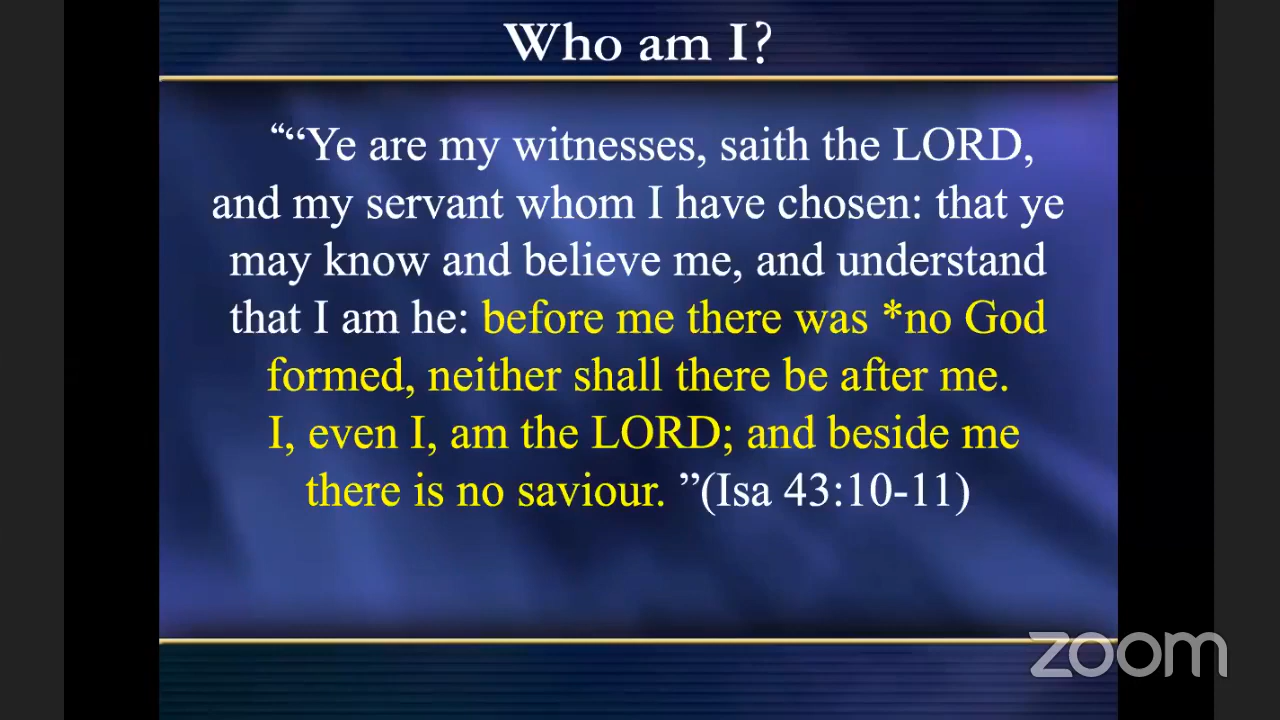 Who am I?
““Ye are my witnesses, saith the LORD,
and my servant whom I have chosen: that ye
may know and believe me, and understand
that I am he: before me there was *no God
formed, neither shall there be after me.
I, even I, am the LORD; and beside me
there is no saviour. ”(Isa 43:10-11)
zoom